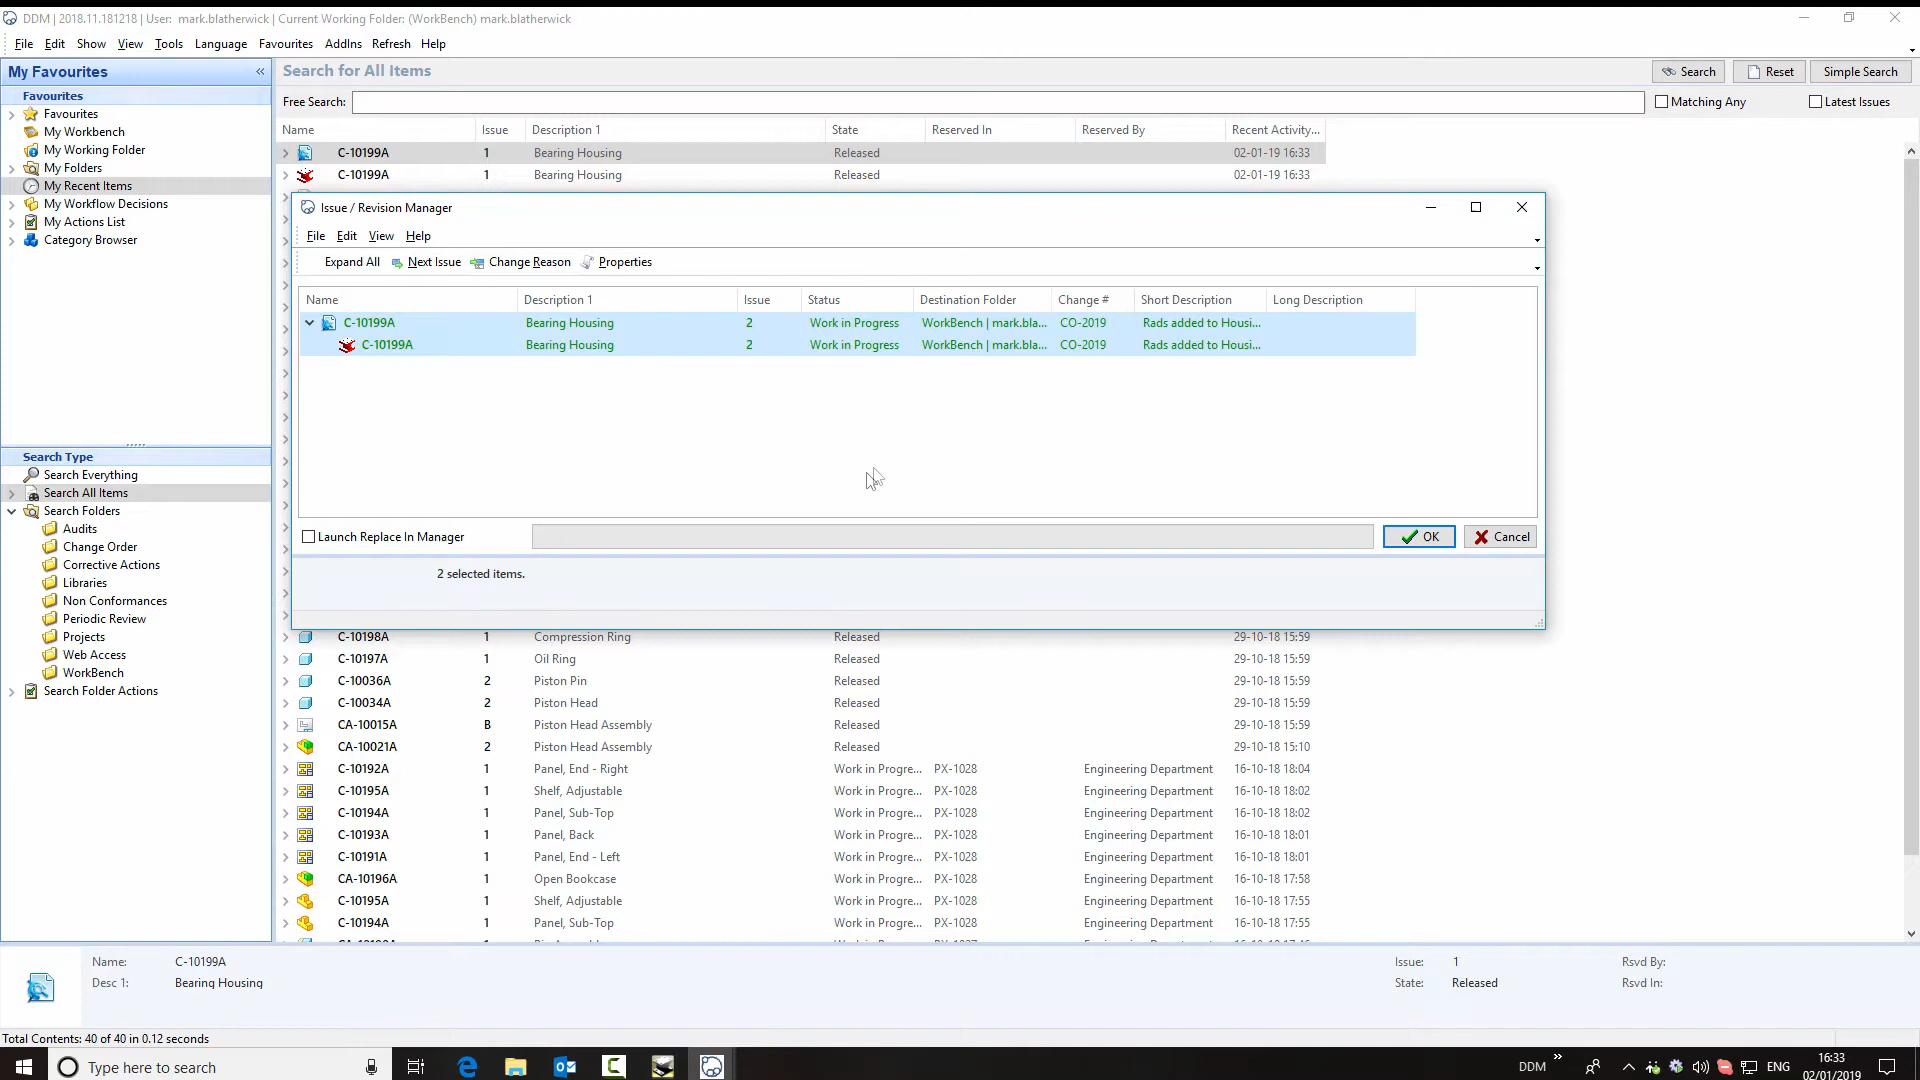 DDM | 2018.11.181218 | User: mark.blatherwick | Current Working Folder: (WorkBench) mark.blatherwick
File Edit Show View Tools Language Favourites AddIns Refresh Help
My Favourites «
Favourites
Favourites
My Workbench
My Working Folder
My Folders
My Recent Items
My Workflow Decisions
My Actions List
Category Browser
Search Type
Search Everything
Search All Items
Search Folders
Audits
Change Order
Corrective Actions
Libraries
Non Conformances
Periodic Review
Projects
Web Access
WorkBench
Search Folder Actions
Search for All Items
Search Reset Simple Search
Free Search: Matching Any Latest Issues
Name Issue Description 1 State Reserved In Reserved By Recent Activity...
C-10199A 1 Bearing Housing Released 02-01-19 16:33
C-10199A 1 Bearing Housing Released 02-01-19 16:33
Issue / Revision Manager
File Edit View Help
Expand All Next Issue Change Reason Properties
Name Description 1 Issue Status Destination Folder Change # Short Description Long Description
C-10199A Bearing Housing 2 Work in Progress WorkBench | mark.bla... CO-2019 Rads added to Housi...
C-10199A Bearing Housing 2 Work in Progress WorkBench | mark.bla... CO-2019 Rads added to Housi...
Launch Replace In Manager OK Cancel
2 selected items.
C-10198A 1 Compression Ring Released 29-10-18 15:59
C-10197A 1 Oil Ring Released 29-10-18 15:59
C-10036A 2 Piston Pin Released 29-10-18 15:59
C-10034A 2 Piston Head Released 29-10-18 15:59
CA-10015A B Piston Head Assembly Released 29-10-18 15:59
CA-10021A 2 Piston Head Assembly Released 29-10-18 15:10
C-10192A 1 Panel, End - Right Work in Progre... PX-1028 Engineering Department 16-10-18 18:04
C-10195A 1 Shelf, Adjustable Work in Progre... PX-1028 Engineering Department 16-10-18 18:02
C-10194A 1 Panel, Sub-Top Work in Progre... PX-1028 Engineering Department 16-10-18 18:02
C-10193A 1 Panel, Back Work in Progre... PX-1028 Engineering Department 16-10-18 18:01
C-10191A 1 Panel, End - Left Work in Progre... PX-1028 Engineering Department 16-10-18 18:01
CA-10196A 1 Open Bookcase Work in Progre... PX-1028 Engineering Department 16-10-18 17:58
C-10195A 1 Shelf, Adjustable Work in Progre... PX-1028 Engineering Department 16-10-18 17:55
C-10194A 1 Panel, Sub-Top Work in Progre... PX-1028 Engineering Department 16-10-18 17:55
Name: C-10199A Issue: 1 Rsvd By:
Desc 1: Bearing Housing State: Released Rsvd In:
Total Contents: 40 of 40 in 0.12 seconds
Type here to search DDM » ENG 16:33
02/01/2019